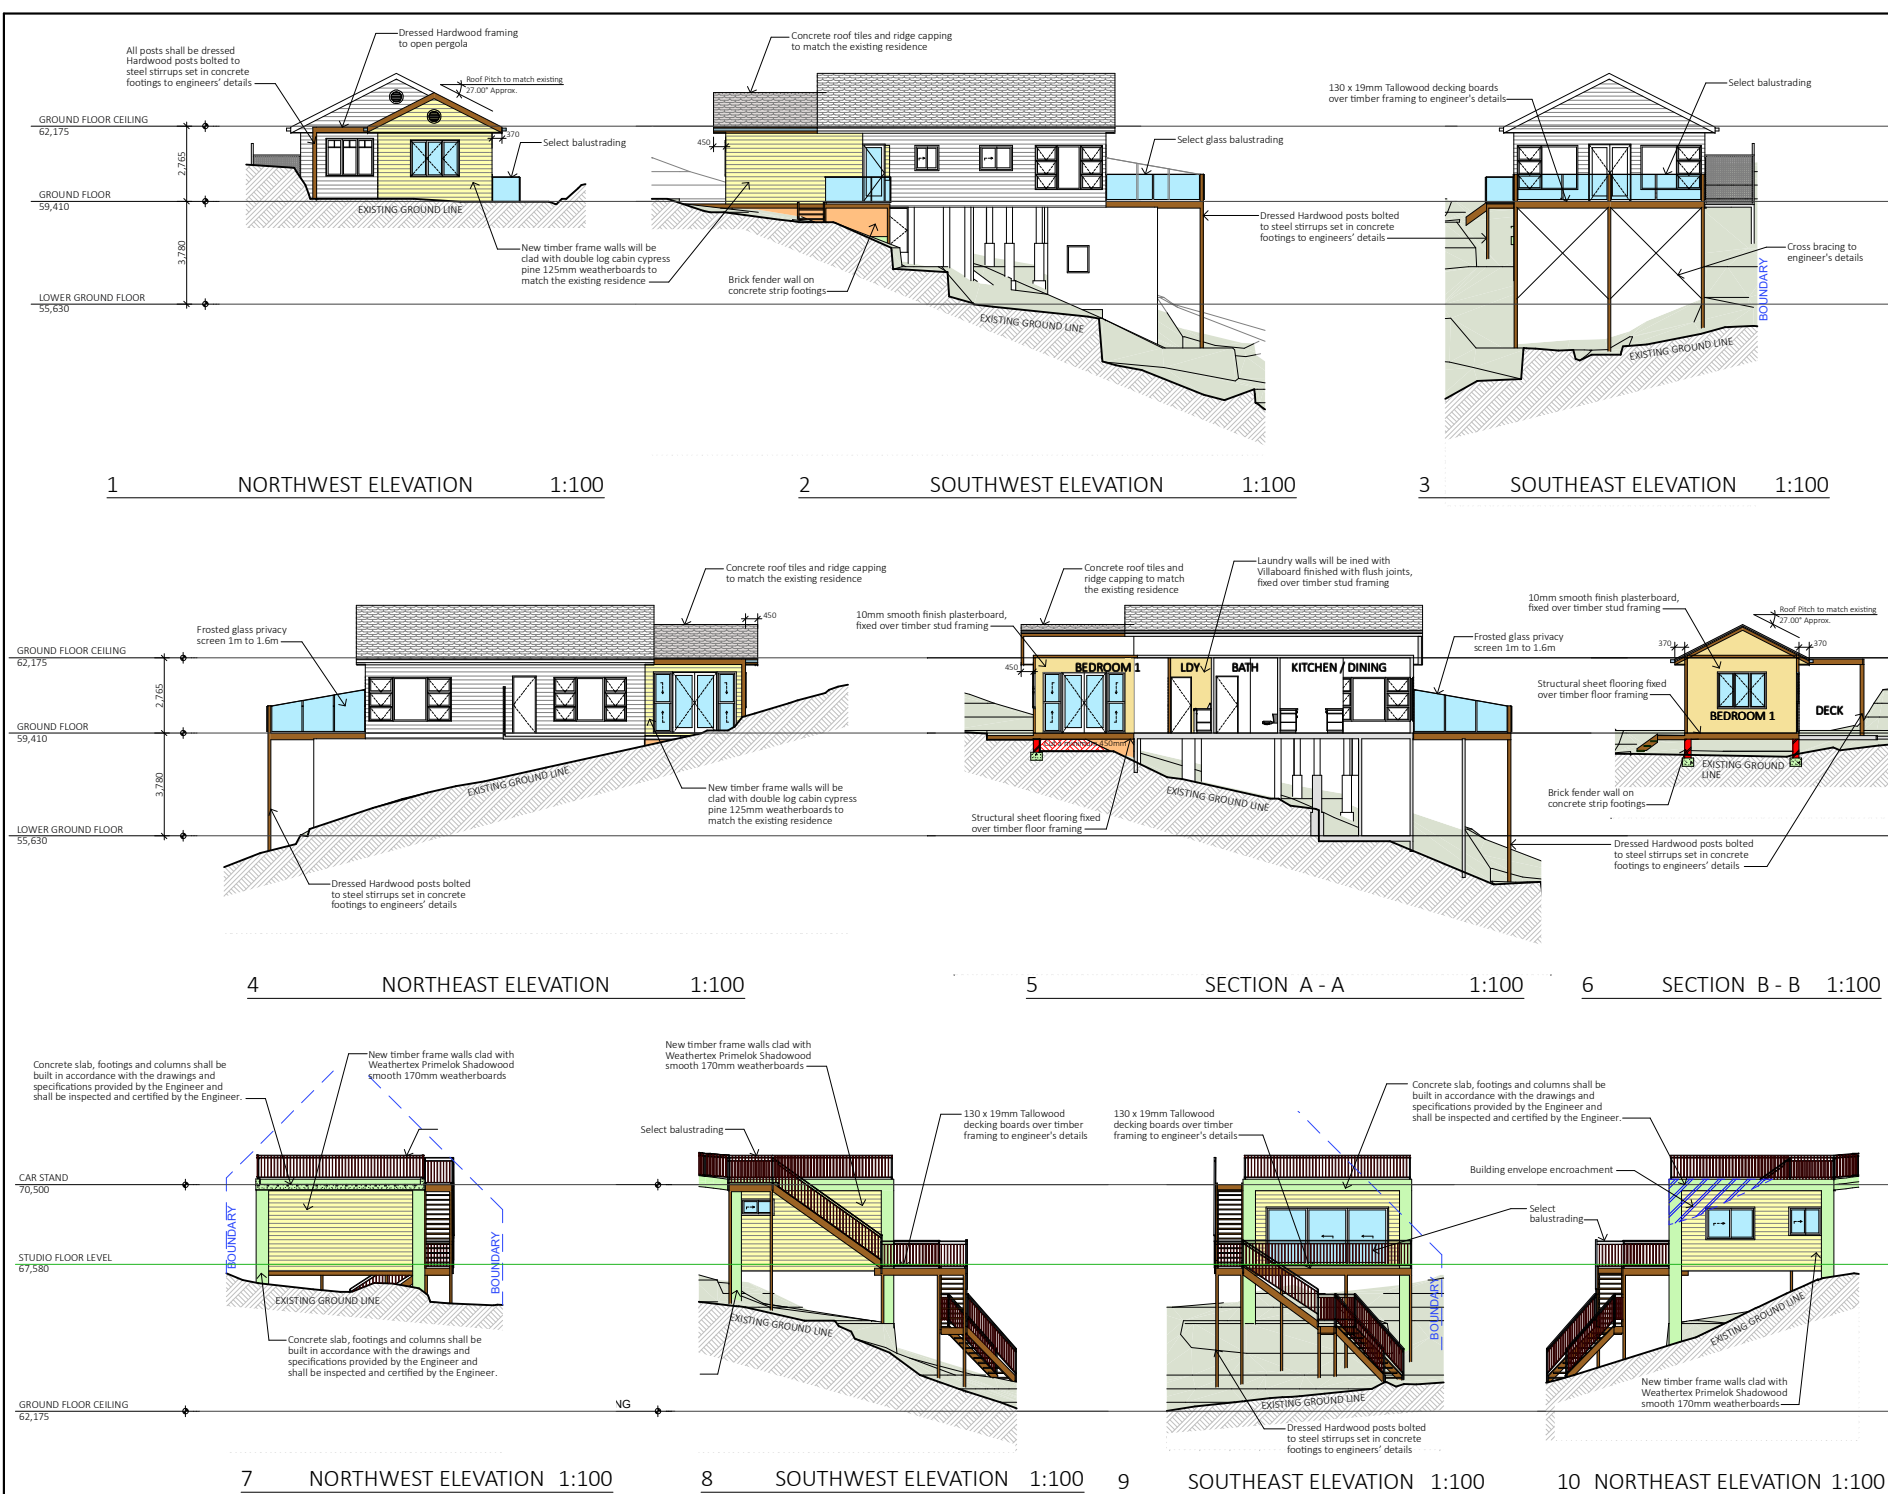 All posts shall be dressed
Hardwood posts bolted to
steel stirrups set in concrete
footings to engineers' details
Dressed Hardwood framing
to open pergola
Roof Pitch to match existing
27.00° Approx.
GROUND FLOOR CEILING
62,175
2,765
370
Select balustrading
GROUND FLOOR
59,410
EXISTING GROUND LINE
3,780
New timber frame walls will be
clad with double log cabin cypress
pine 125mm weatherboards to
match the existing residence
LOWER GROUND FLOOR
55,630
1 NORTHWEST ELEVATION 1:100
Concrete roof tiles and ridge capping
to match the existing residence
450
Select glass balustrading
Dressed Hardwood posts bolted
to steel stirrups set in concrete
footings to engineers' details
Brick fender wall on
concrete strip footings
EXISTING GROUND LINE
2 SOUTHWEST ELEVATION 1:100
130 x 19mm Tallowood decking boards
over timber framing to engineer's details
Select balustrading
Cross bracing to
engineer's details
BOUNDARY
EXISTING GROUND LINE
3 SOUTHEAST ELEVATION 1:100
Concrete roof tiles and ridge capping
to match the existing residence
450
Frosted glass privacy
screen 1m to 1.6m
GROUND FLOOR CEILING
62,175
2,765
GROUND FLOOR
59,410
3,780
EXISTING GROUND LINE
New timber frame walls will be
clad with double log cabin cypress
pine 125mm weatherboards to
match the existing residence
LOWER GROUND FLOOR
55,630
Dressed Hardwood posts bolted
to steel stirrups set in concrete
footings to engineers' details
4 NORTHEAST ELEVATION 1:100
Concrete roof tiles and
ridge capping to match
the existing residence
Laundry walls will be ined with
Villaboard finished with flush joints,
fixed over timber stud framing
10mm smooth finish plasterboard,
fixed over timber stud framing
Frosted glass privacy
screen 1m to 1.6m
450
BEDROOM 1 LDY BATH KITCHEN / DINING
minimum 450mm
EXISTING GROUND LINE
Structural sheet flooring fixed
over timber floor framing
5 SECTION A - A 1:100
10mm smooth finish plasterboard,
fixed over timber stud framing
Roof Pitch to match existing
27.00° Approx.
370
370
Structural sheet flooring fixed
over timber floor framing
BEDROOM 1
DECK
EXISTING GROUND
LINE
Brick fender wall on
concrete strip footings
Dressed Hardwood posts bolted
to steel stirrups set in concrete
footings to engineers' details
6 SECTION B - B 1:100
Concrete slab, footings and columns shall be
built in accordance with the drawings and
specifications provided by the Engineer and
shall be inspected and certified by the Engineer.
New timber frame walls clad with
Weathertex Primelok Shadowood
smooth 170mm weatherboards
CAR STAND
70,500
BOUNDARY
BOUNDARY
STUDIO FLOOR LEVEL
67,580
EXISTING GROUND LINE
Concrete slab, footings and columns shall be
built in accordance with the drawings and
specifications provided by the Engineer and
shall be inspected and certified by the Engineer.
GROUND FLOOR CEILING
62,175
7 NORTHWEST ELEVATION 1:100
New timber frame walls clad with
Weathertex Primelok Shadowood
smooth 170mm weatherboards
Select balustrading
130 x 19mm Tallowood
decking boards over timber
framing to engineer's details
EXISTING GROUND LINE
NG
8 SOUTHWEST ELEVATION 1:100
130 x 19mm Tallowood
decking boards over timber
framing to engineer's details
Concrete slab, footings and columns shall be
built in accordance with the drawings and
specifications provided by the Engineer and
shall be inspected and certified by the Engineer.
Select
balustrading
BOUNDARY
EXISTING GROUND LINE
Dressed Hardwood posts bolted
to steel stirrups set in concrete
footings to engineers' details
9 SOUTHEAST ELEVATION 1:100
Building envelope encroachment
EXISTING GROUND LINE
New timber frame walls clad with
Weathertex Primelok Shadowood
smooth 170mm weatherboards
10 NORTHEAST ELEVATION 1:100